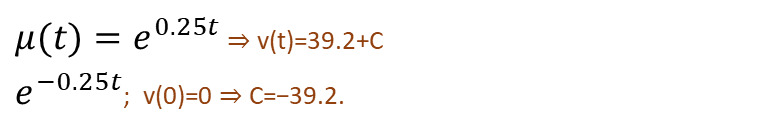 μ(t) = e^{0.25t} ⇒ v(t)=39.2+C
e^{−0.25t}; v(0)=0 ⇒ C=−39.2.